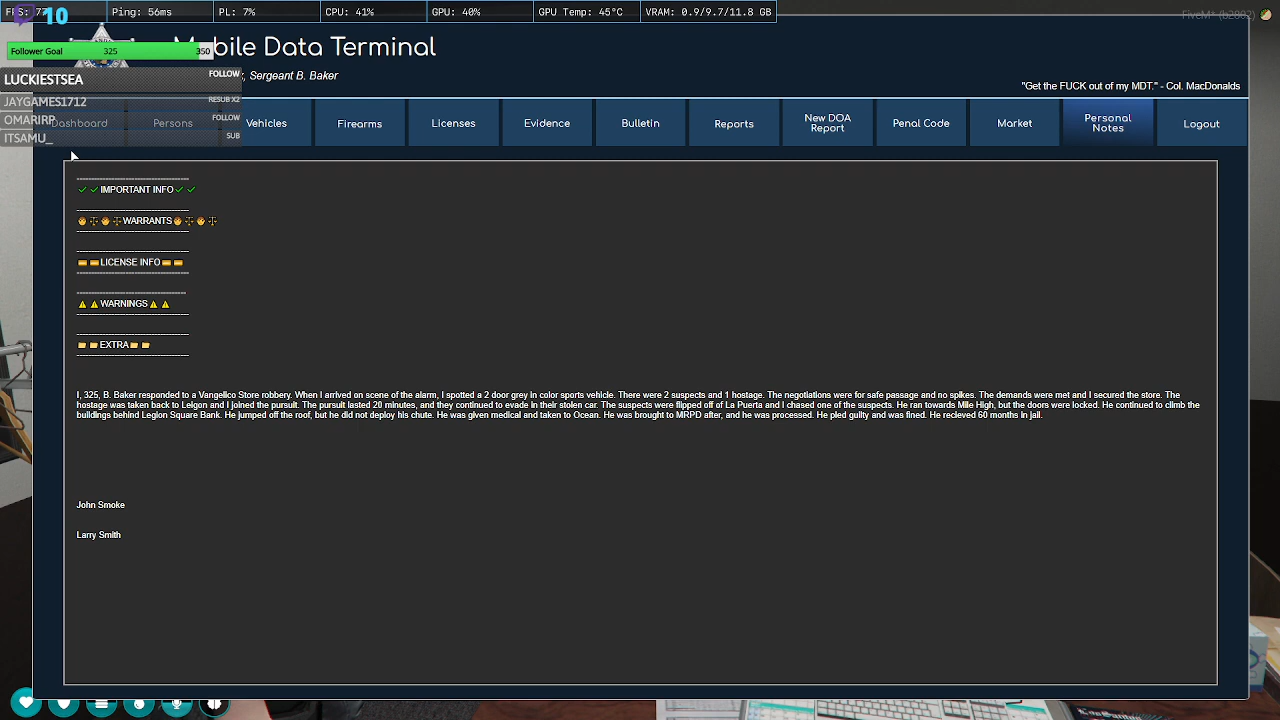 Ping: 56ms PL: 7% CPU: 41% GPU: 40% GPU Temp: 45°C VRAM: 0.9/9.7/11.8 GB
10
FiveM* (b2802)
Follower Goal 325 350
Mobile Data Terminal
LUCKIESTSEA FOLLOW
Sergeant B. Baker
"Get the FUCK out of my MDT." - Col. MacDonalds
JAYGAMES1712 RESUB X2
OMARIRP FOLLOW
ITSAMU_ SUB
Dashboard Persons Vehicles Firearms Licenses Evidence Bulletin Reports New DOA Report Penal Code Market Personal Notes Logout
✓✓IMPORTANT INFO✓✓
WARRANTS
LICENSE INFO
WARNINGS
EXTRA
I, 325, B. Baker responded to a Vangelico Store robbery. When I arrived on scene of the alarm, I spotted a 2 door grey in color sports vehicle. There were 2 suspects and 1 hostage. The negotiations were for safe passage and no spikes. The demands were met and I secured the store. The
hostage was taken back to Leigon and I joined the pursuit. The pursuit lasted 20 minutes, and they continued to evade in their stolen car. The suspects were flipped off of La Puerta and I chased one of the suspects. He ran towards Mile High, but the doors were locked. He continued to climb the
buildings behind Legion Square Bank. He jumped off the roof, but he did not deploy his chute. He was given medical and taken to Ocean. He was brought to MRPD after, and he was processed. He pled guilty and was fined. He recieved 60 months in jail.
John Smoke
Larry Smith